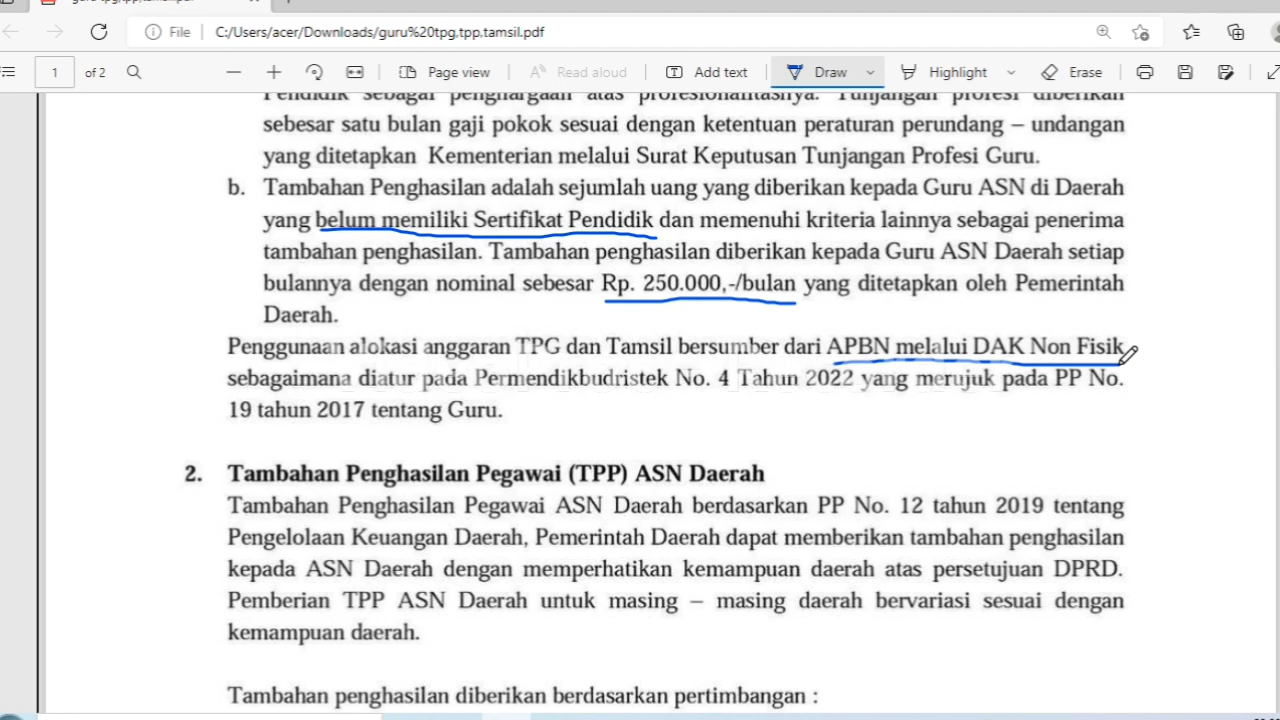 File C:/Users/acer/Downloads/guru%20tpg,tpp,tamsil.pdf
1 of 2 Page view Read aloud Add text Draw Highlight Erase
Pendidik sebagai penghargaan atas profesionalitasnya. Tunjangan profesi diberikan
sebesar satu bulan gaji pokok sesuai dengan ketentuan peraturan perundang – undangan
yang ditetapkan Kementerian melalui Surat Keputusan Tunjangan Profesi Guru.
b. Tambahan Penghasilan adalah sejumlah uang yang diberikan kepada Guru ASN di Daerah
yang belum memiliki Sertifikat Pendidik dan memenuhi kriteria lainnya sebagai penerima
tambahan penghasilan. Tambahan penghasilan diberikan kepada Guru ASN Daerah setiap
bulannya dengan nominal sebesar Rp. 250.000,-/bulan yang ditetapkan oleh Pemerintah
Daerah.
Penggunaan alokasi anggaran TPG dan Tamsil bersumber dari APBN melalui DAK Non Fisik
sebagaimana diatur pada Permendikbudristek No. 4 Tahun 2022 yang merujuk pada PP No.
19 tahun 2017 tentang Guru.
2. Tambahan Penghasilan Pegawai (TPP) ASN Daerah
Tambahan Penghasilan Pegawai ASN Daerah berdasarkan PP No. 12 tahun 2019 tentang
Pengelolaan Keuangan Daerah, Pemerintah Daerah dapat memberikan tambahan penghasilan
kepada ASN Daerah dengan memperhatikan kemampuan daerah atas persetujuan DPRD.
Pemberian TPP ASN Daerah untuk masing – masing daerah bervariasi sesuai dengan
kemampuan daerah.
Tambahan penghasilan diberikan berdasarkan pertimbangan :